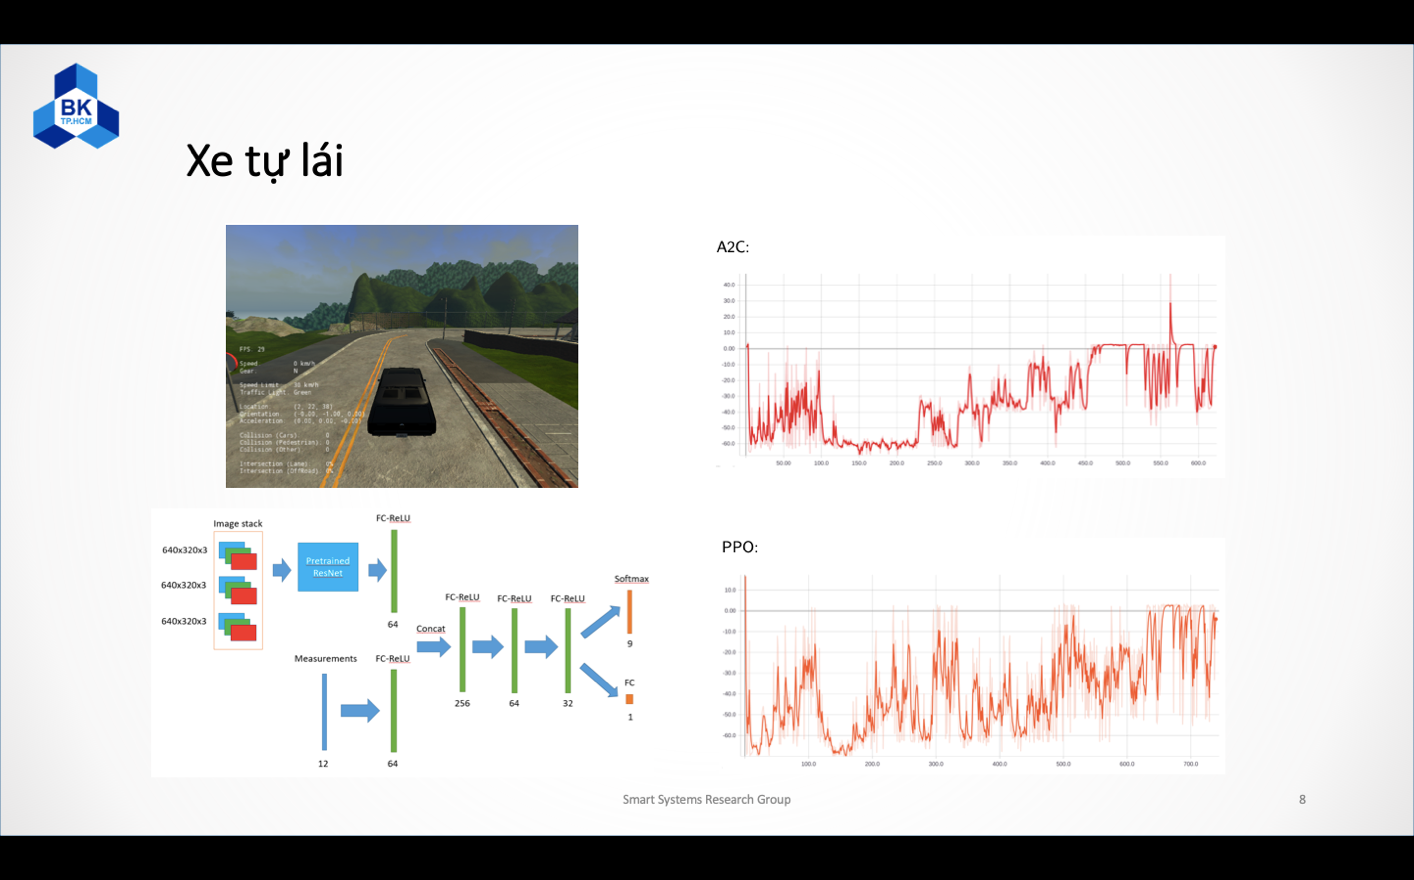 BK
TP.HCM
Xe tự lái
FPS: 29
Speed 0 km/h
Gear: N
Speed Limit: 30 km/h
Traffic Light: Green
Collision (Cars) 0
Collision (Pedestrian): 0
Collision (Other) 0
Intersection (Lane) 0%
Intersection (OffRoad) 0%
Image stack
640x320x3
640x320x3
640x320x3
Pretrained
ResNet
FC-ReLU
64
Measurements
12
FC-ReLU
64
Concat
FC-ReLU
256
FC-ReLU
64
FC-ReLU
32
Softmax
9
FC
1
A2C:
40.0
30.0
20.0
10.0
0.00
-10.0
-20.0
-30.0
-40.0
-50.0
-60.0
50.00 100.0 150.0 200.0 250.0 300.0 350.0 400.0 450.0 500.0 550.0 600.0
PPO:
10.0
0.00
-10.0
-20.0
-30.0
-40.0
-50.0
-60.0
100.0 200.0 300.0 400.0 500.0 600.0 700.0
Smart Systems Research Group
8